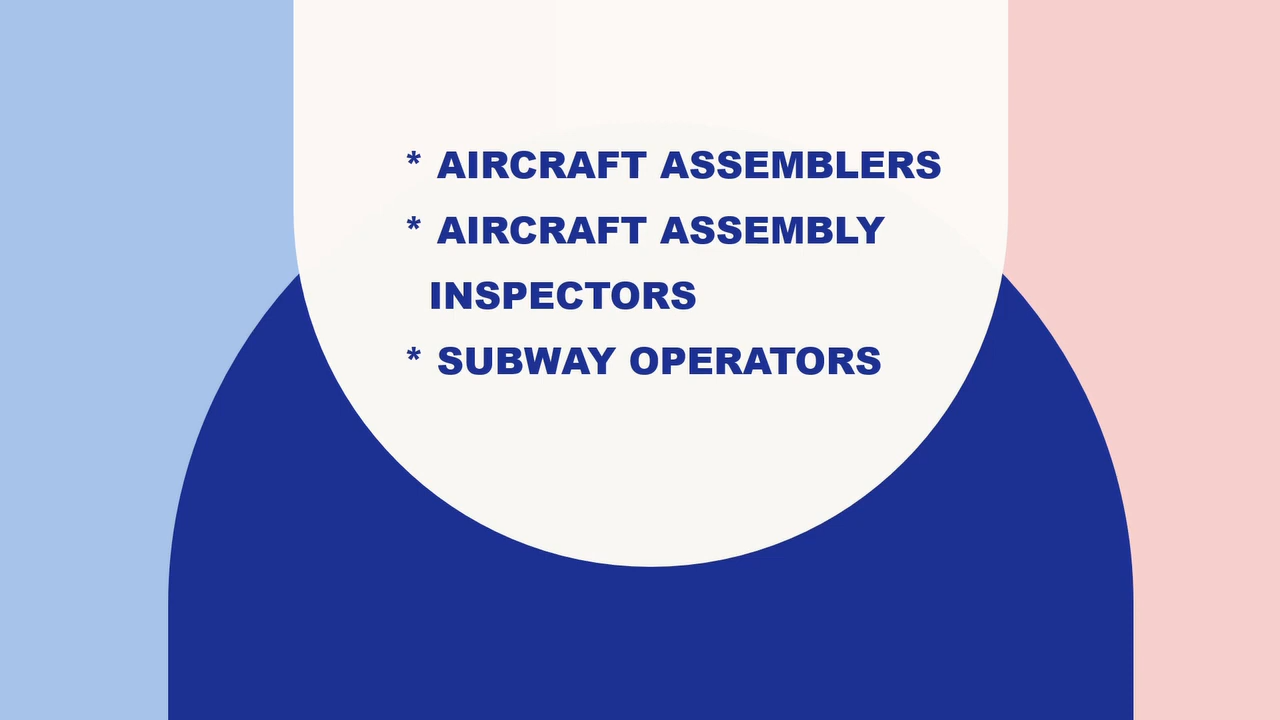 * AIRCRAFT ASSEMBLERS
* AIRCRAFT ASSEMBLY
INSPECTORS
* SUBWAY OPERATORS